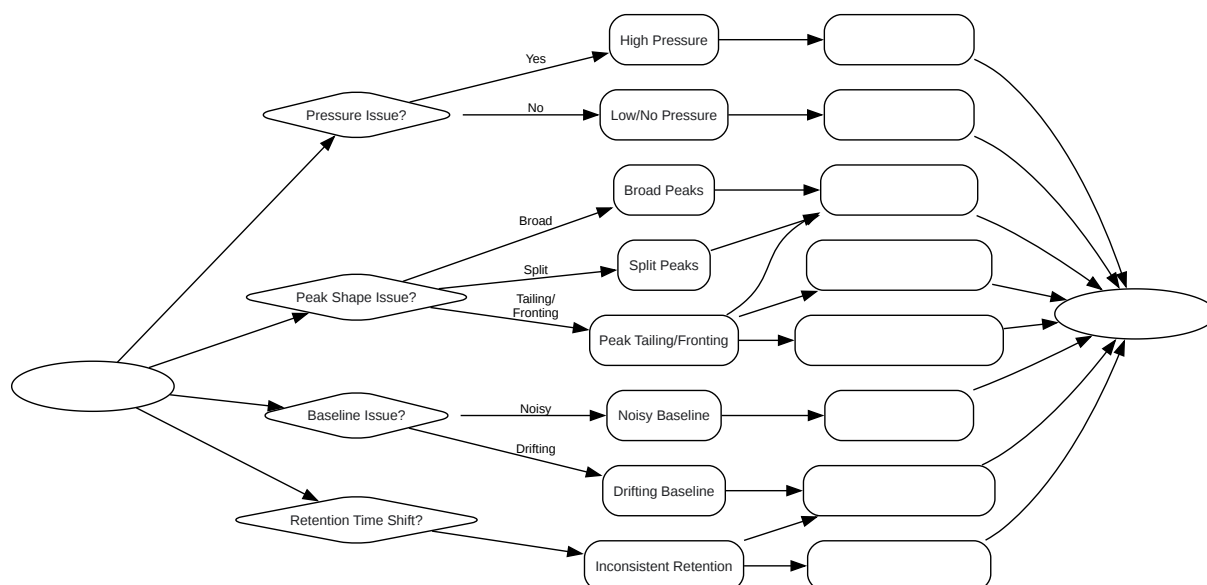 High Pressure
Yes
Pressure Issue?
No
Low/No Pressure
Broad Peaks
Broad
Split Peaks
Split
Peak Shape Issue?
Tailing/
Fronting
Peak Tailing/Fronting
Baseline Issue?
Noisy
Noisy Baseline
Drifting
Drifting Baseline
Retention Time Shift?
Inconsistent Retention